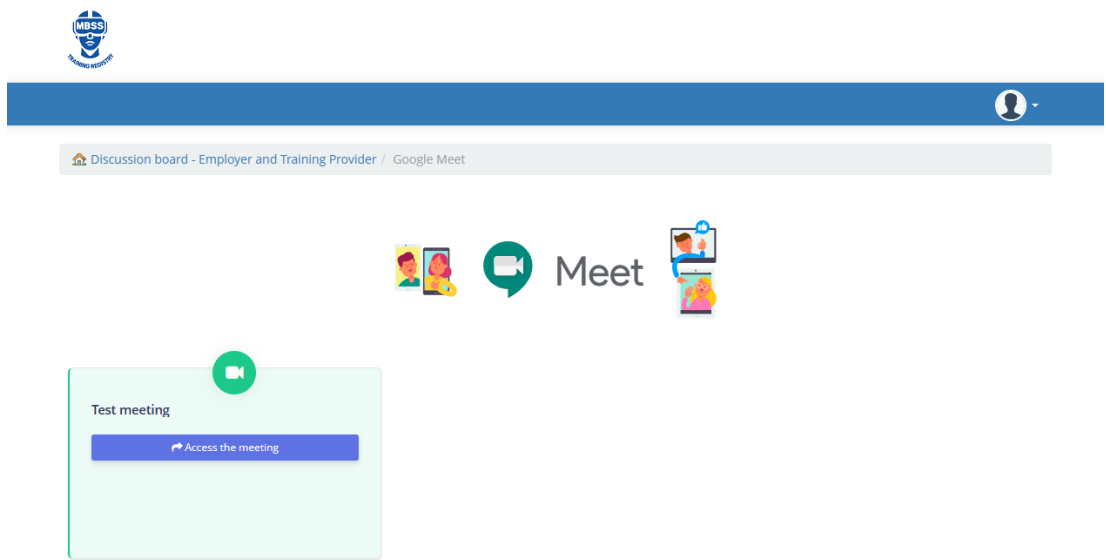 MBSS
TRAINING REGISTRY
Discussion board - Employer and Training Provider / Google Meet
Meet
Test meeting
Access the meeting